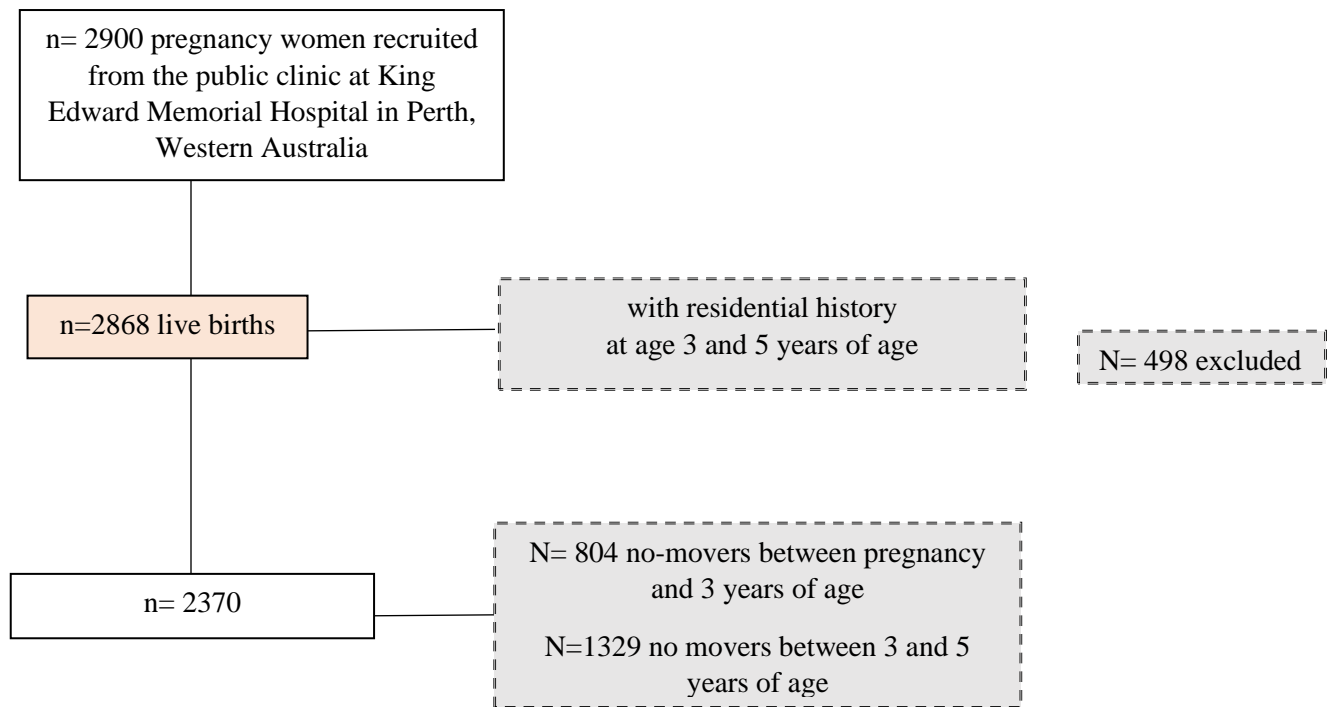 n= 2900 pregnancy women recruited
from the public clinic at King
Edward Memorial Hospital in Perth,
Western Australia
n=2868 live births
with residential history
at age 3 and 5 years of age
N= 498 excluded
n= 2370
N= 804 no-movers between pregnancy
and 3 years of age
N=1329 no movers between 3 and 5
years of age